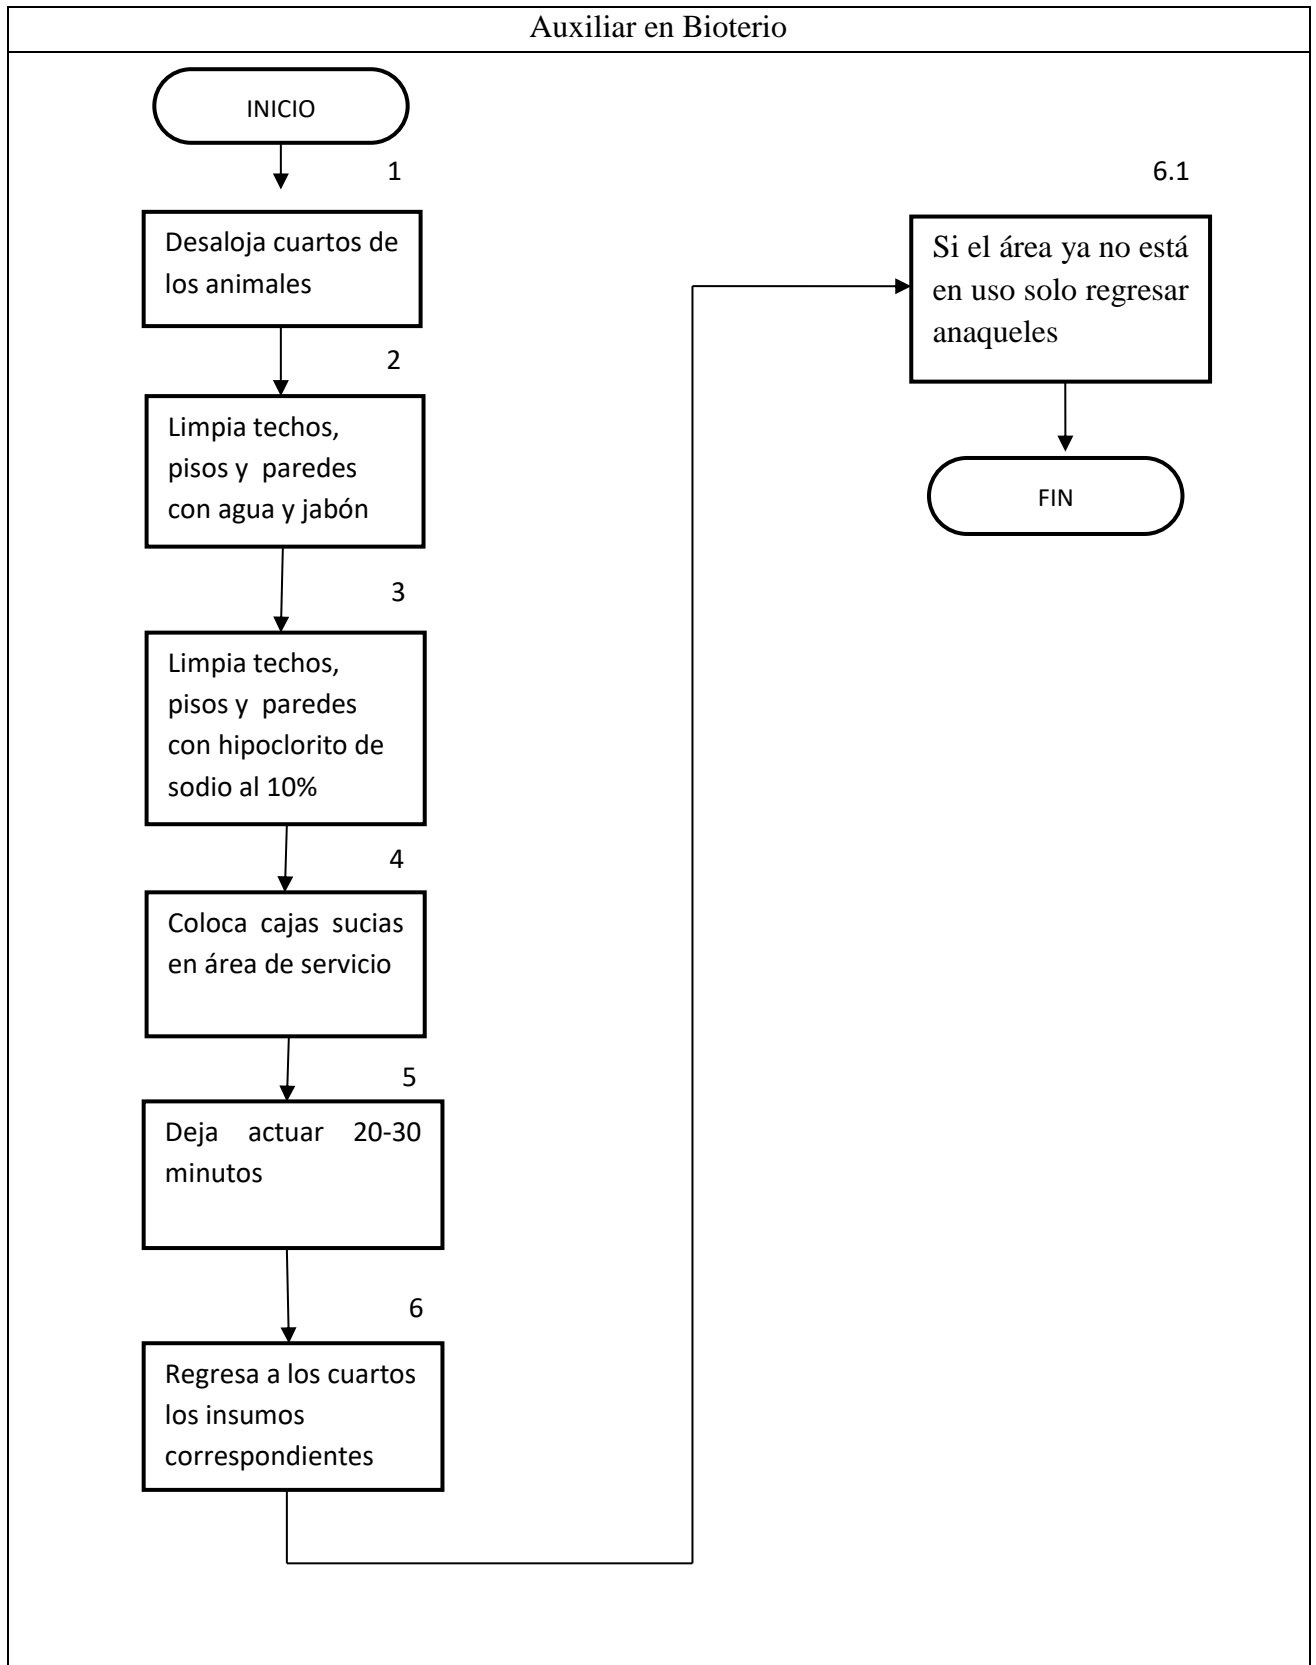 Auxiliar en Bioterio
INICIO
1
Desaloja cuartos de
los animales
2
Limpia techos,
pisos y paredes
con agua y jabón
3
Limpia techos,
pisos y paredes
con hipoclorito de
sodio al 10%
4
Coloca cajas sucias
en área de servicio
5
Deja actuar 20-30
minutos
6
Regresa a los cuartos
los insumos
correspondientes
6.1
Si el área ya no está
en uso solo regresar
anaqueles
FIN